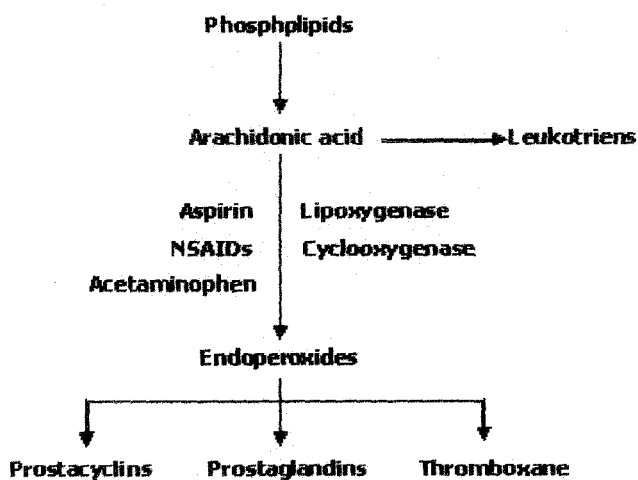 Phosphplipids
Arachidonic acid
Leukotriens
Aspirin
Lipoxygenase
NSAIDs
Cyclooxygenase
Acetaminophen
Endoperoxides
Prostacyclins
Prostaglandins
Thromboxane